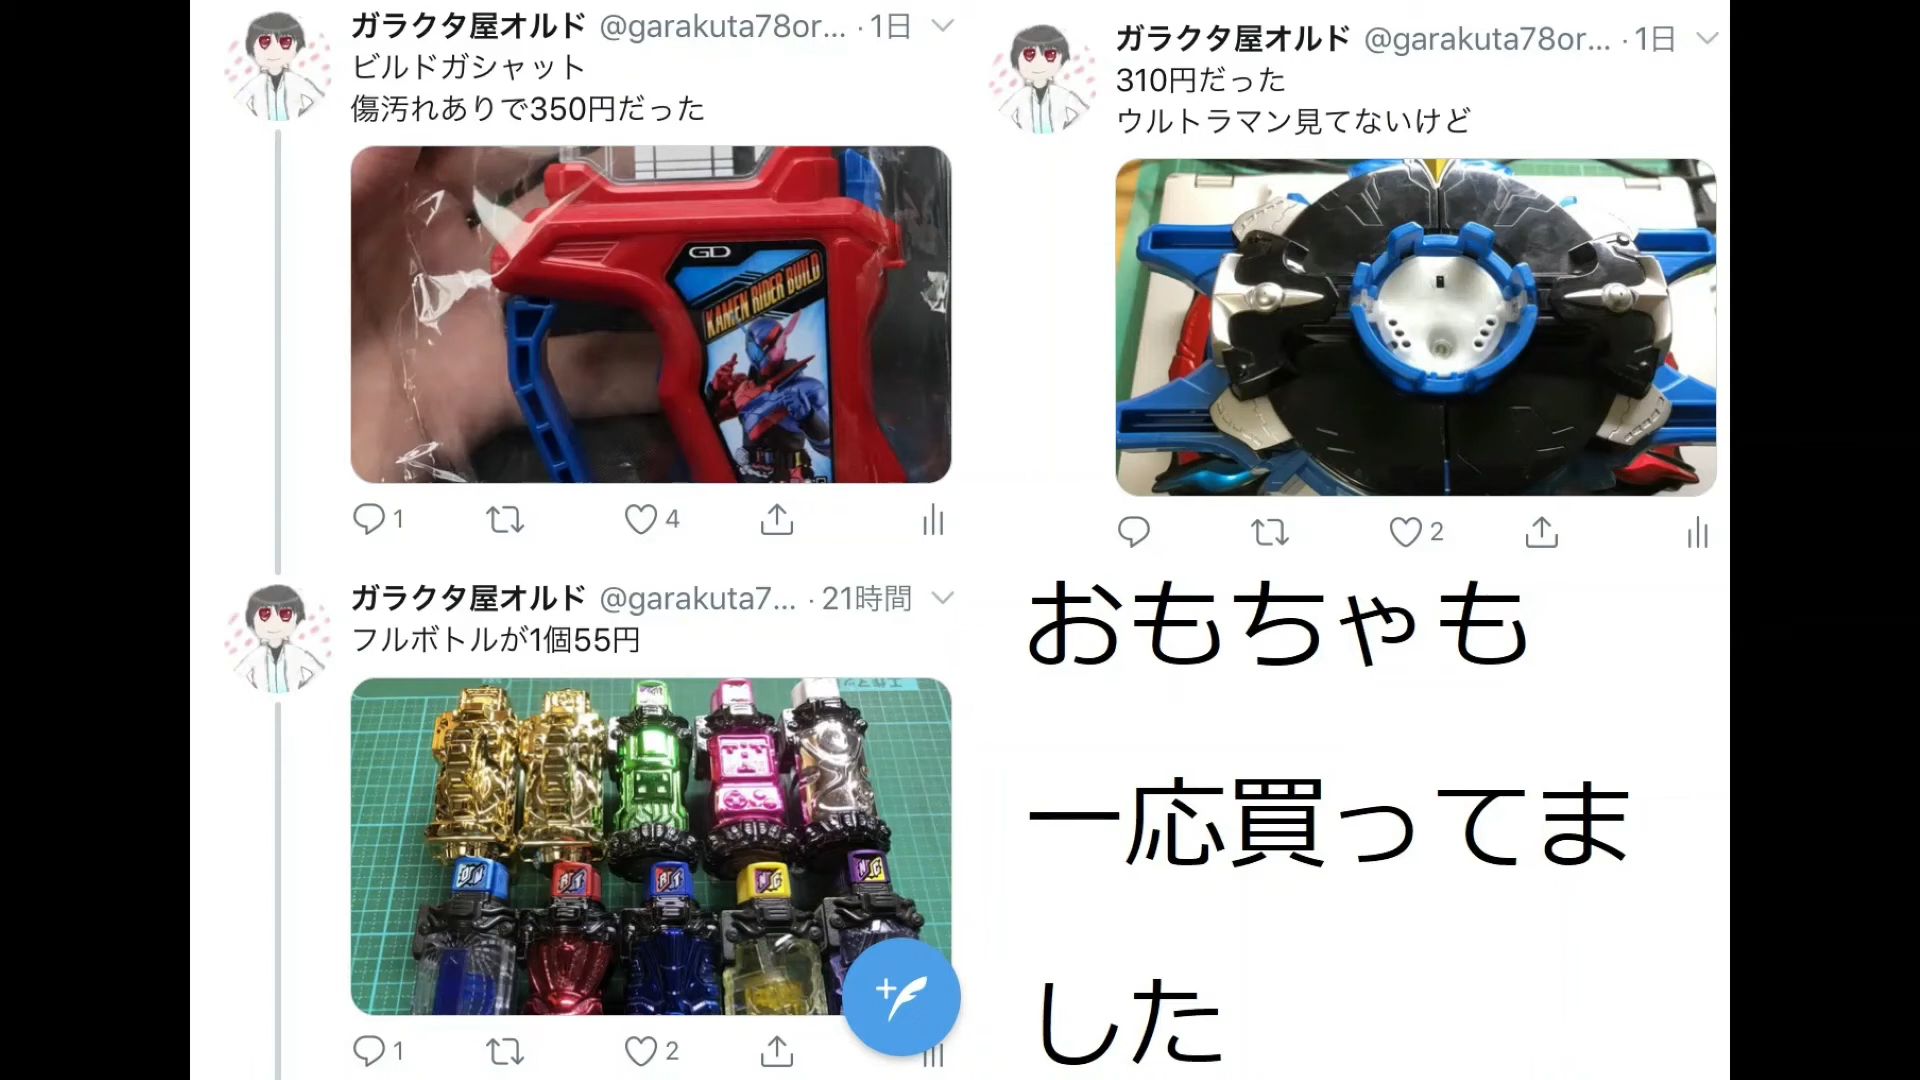 ガラクタ屋オルド @garakuta78or... · 1日
ビルドガシャット
傷汚れありで350円だった
GD
KAMEN RIDER BUILD
1
4
ガラクタ屋オルド @garakuta7... · 21時間
フルボトルが1個55円
1
2
ガラクタ屋オルド @garakuta78or... · 1日
310円だった
ウルトラマン見てないけど
2
おもちゃも
一応買ってま
した